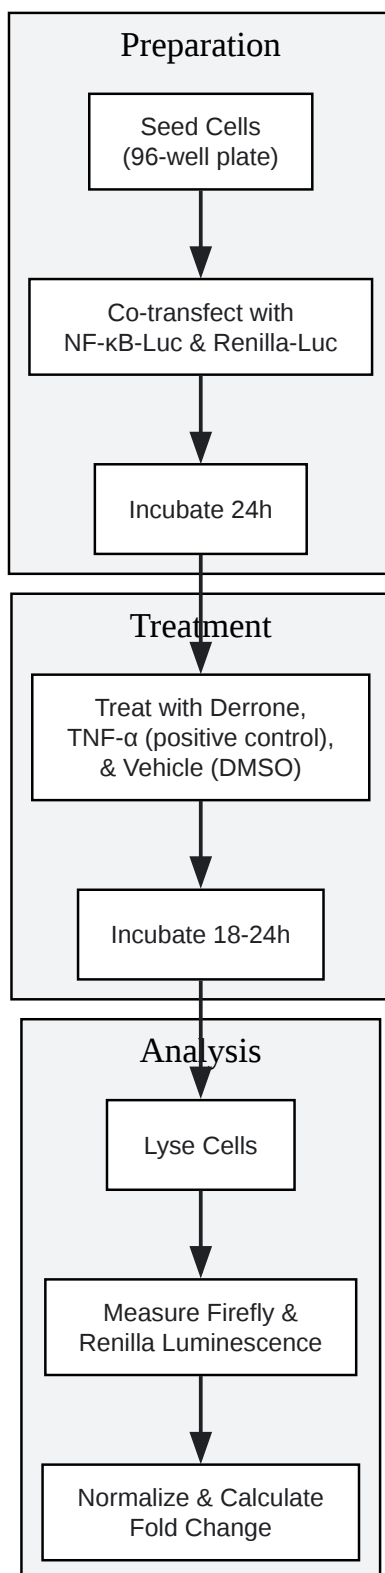 Preparation
Seed Cells
(96-well plate)
Co-transfect with
NF-κB-Luc & Renilla-Luc
Incubate 24h
Treatment
Treat with Derrone,
TNF-α (positive control),
& Vehicle (DMSO)
Incubate 18-24h
Analysis
Lyse Cells
Measure Firefly &
Renilla Luminescence
Normalize & Calculate
Fold Change